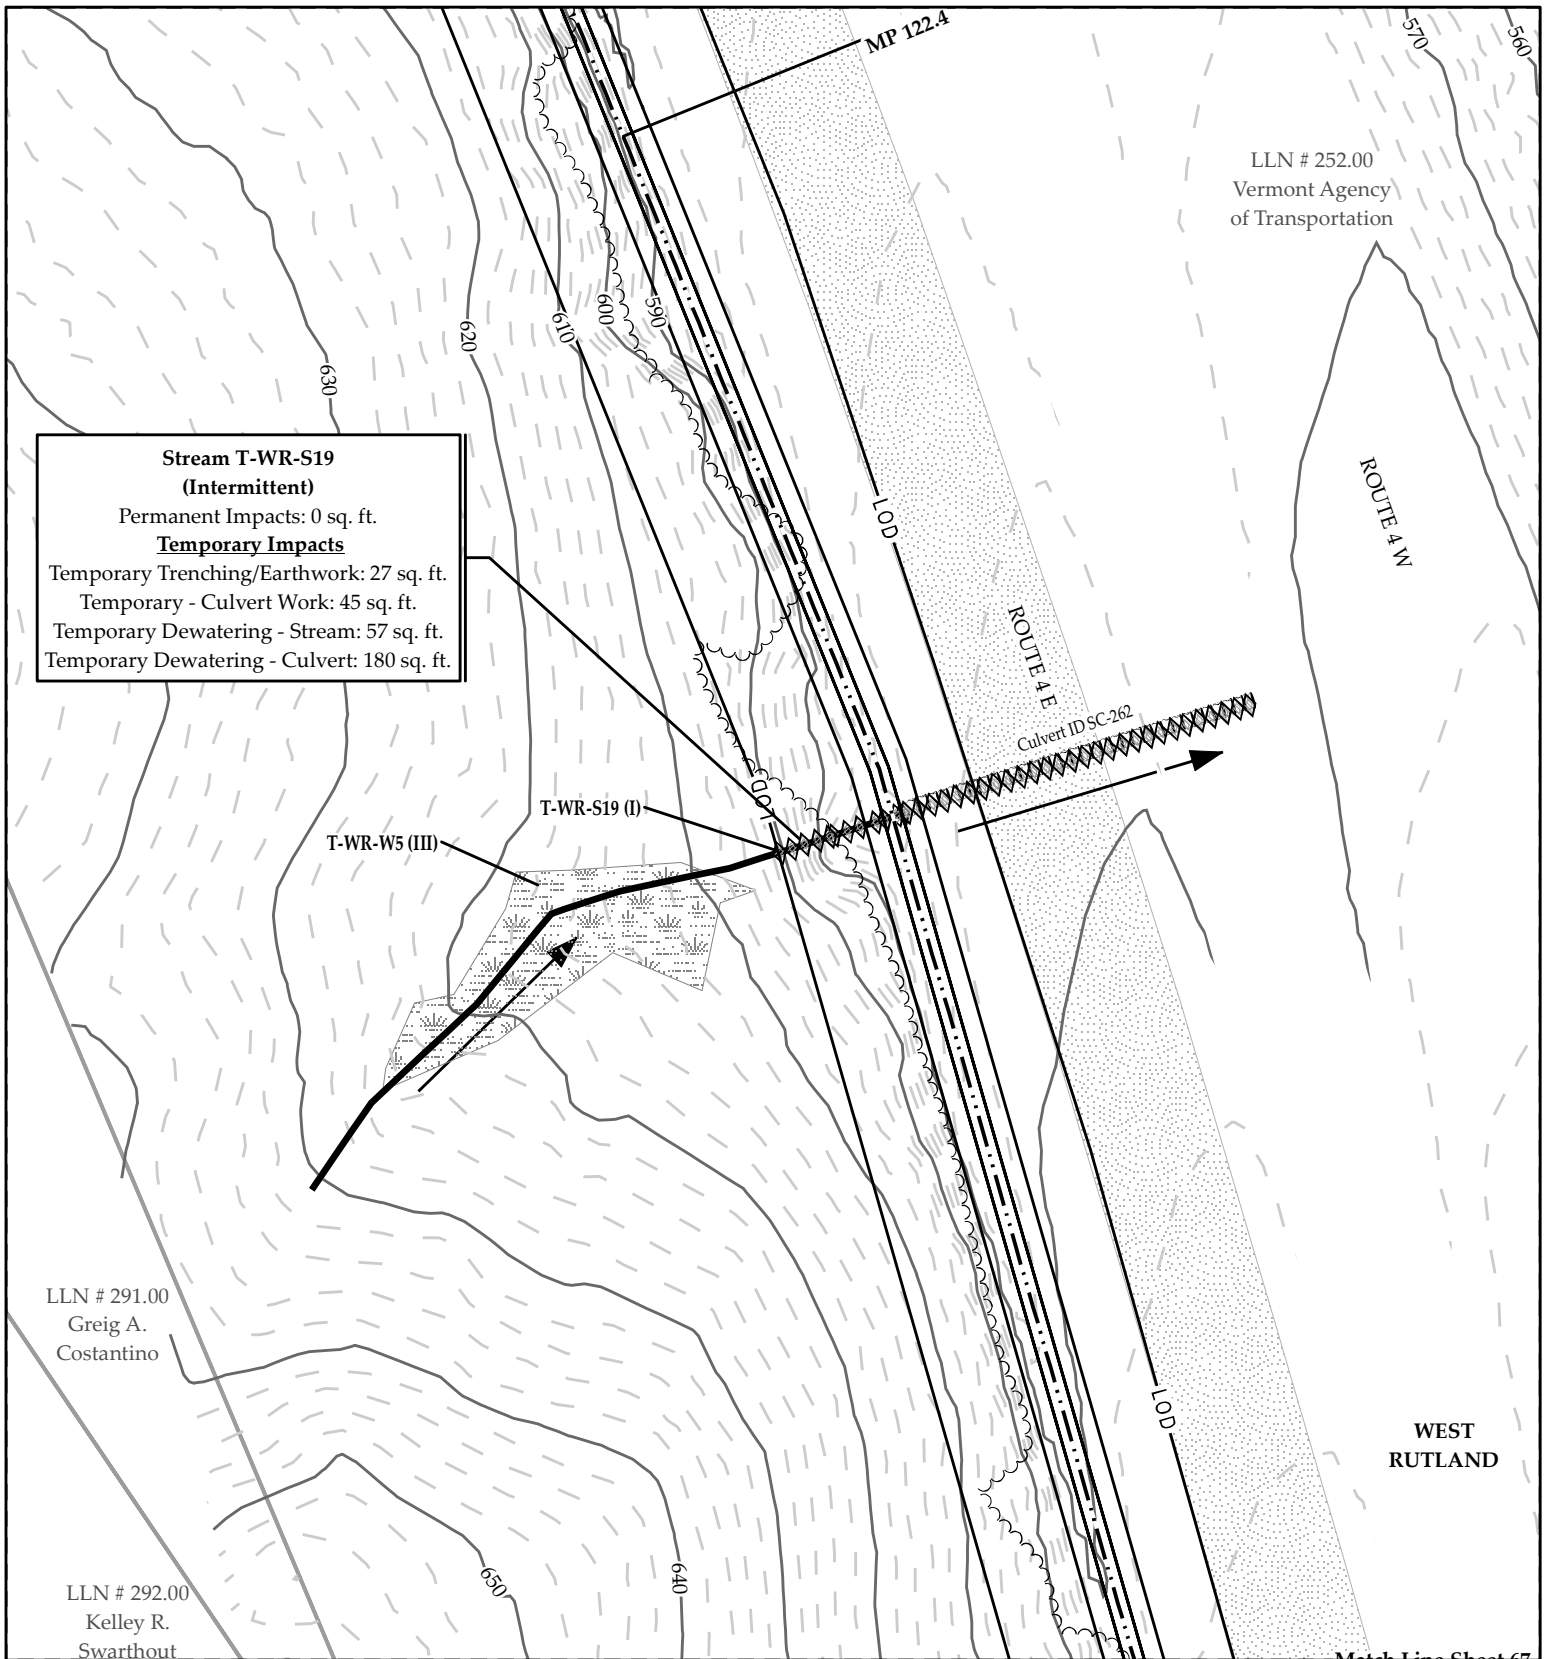 MP 122.4
570
560
LLN # 252.00
Vermont Agency
of Transportation
620
610
600
590
630
ROUTE 4 W
Stream T-WR-S19
(Intermittent)
Permanent Impacts: 0 sq. ft.
Temporary Impacts
Temporary Trenching/Earthwork: 27 sq. ft.
Temporary - Culvert Work: 45 sq. ft.
Temporary Dewatering - Stream: 57 sq. ft.
Temporary Dewatering - Culvert: 180 sq. ft.
LOD
ROUTE 4 E
Culvert ID SC-262
LOD
T-WR-S19 (I)
T-WR-W5 (III)
LLN # 291.00
Greig A.
Costantino
LOD
WEST
RUTLAND
650
640
LLN # 292.00
Kelley R.
Swarthout
Match Line Sheet 67